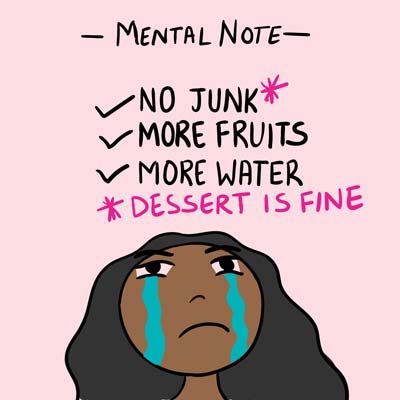 — MENTAL NOTE —
✓ NO JUNK*
✓ MORE FRUITS
✓ MORE WATER
* DESSERT IS FINE